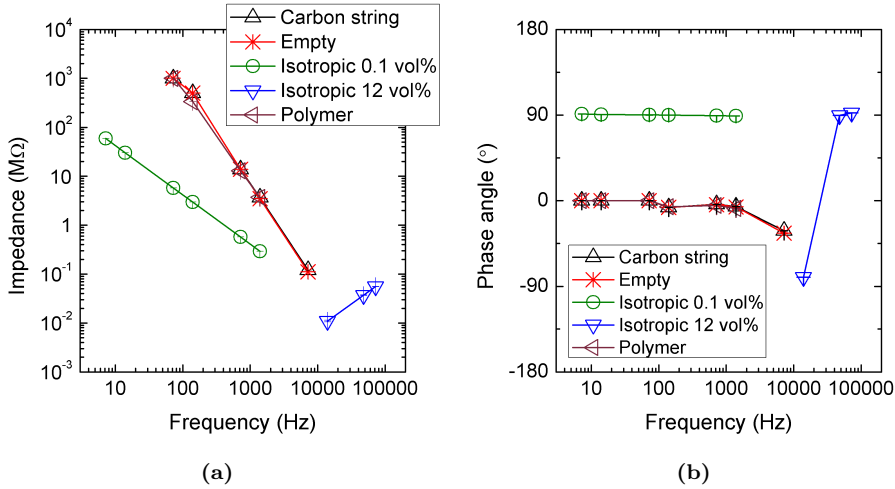 10⁴
10³
10²
10¹
1
10⁻¹
10⁻²
10⁻³
Impedance (MΩ)
10 100 1000 10000 100000
Frequency (Hz)
Carbon string
Empty
Isotropic 0.1 vol%
Isotropic 12 vol%
Polymer
(a)
180
90
0
-90
-180
Phase angle (°)
10 100 1000 10000 100000
Frequency (Hz)
Carbon string
Empty
Isotropic 0.1 vol%
Isotropic 12 vol%
Polymer
(b)